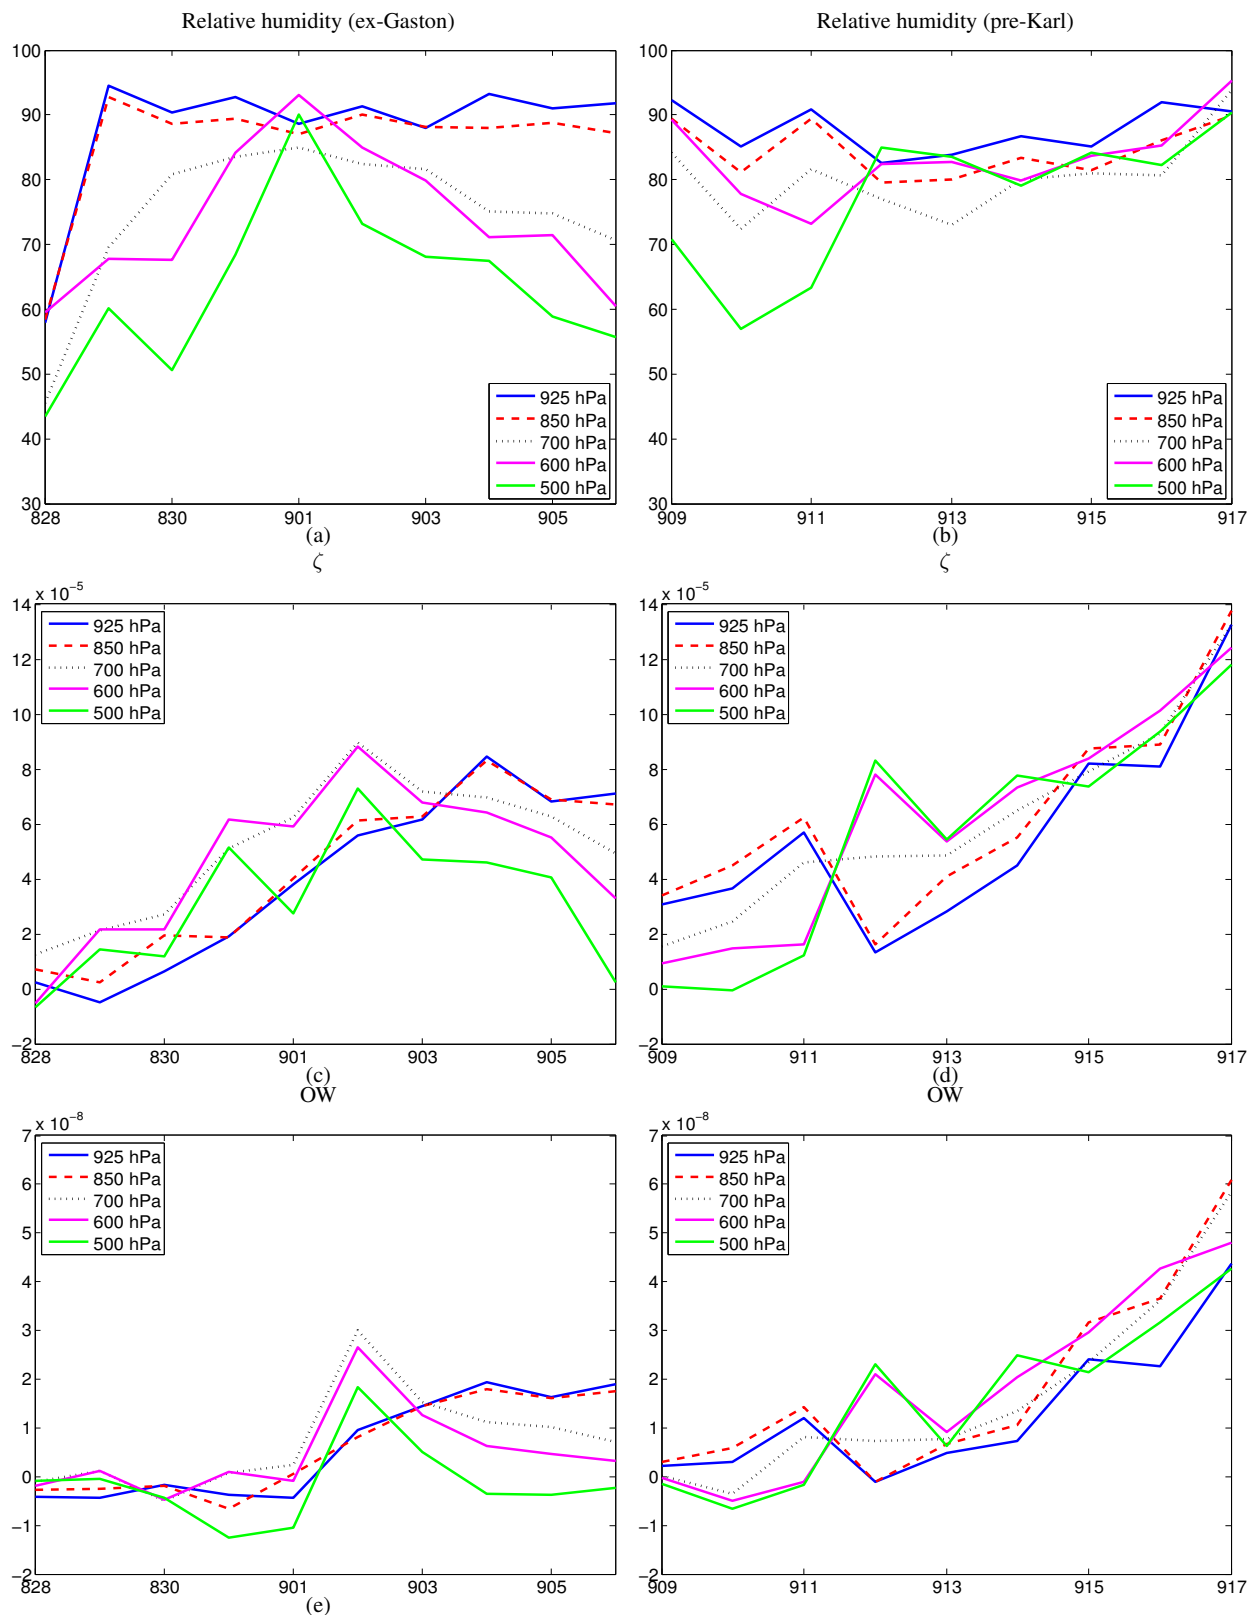 Relative humidity (ex-Gaston)
100
90
80
70
60
50
40
30
925 hPa
850 hPa
700 hPa
600 hPa
500 hPa
828 830 901 903 905
(a)
Relative humidity (pre-Karl)
100
90
80
70
60
50
40
30
925 hPa
850 hPa
700 hPa
600 hPa
500 hPa
909 911 913 915 917
(b)
ζ
x 10⁻⁵
14
12
10
8
6
4
2
0
−2
925 hPa
850 hPa
700 hPa
600 hPa
500 hPa
828 830 901 903 905
(c)
ζ
x 10⁻⁵
14
12
10
8
6
4
2
0
−2
925 hPa
850 hPa
700 hPa
600 hPa
500 hPa
909 911 913 915 917
(d)
OW
x 10⁻⁸
7
6
5
4
3
2
1
0
−1
−2
925 hPa
850 hPa
700 hPa
600 hPa
500 hPa
828 830 901 903 905
(e)
OW
x 10⁻⁸
7
6
5
4
3
2
1
0
−1
−2
925 hPa
850 hPa
700 hPa
600 hPa
500 hPa
909 911 913 915 917